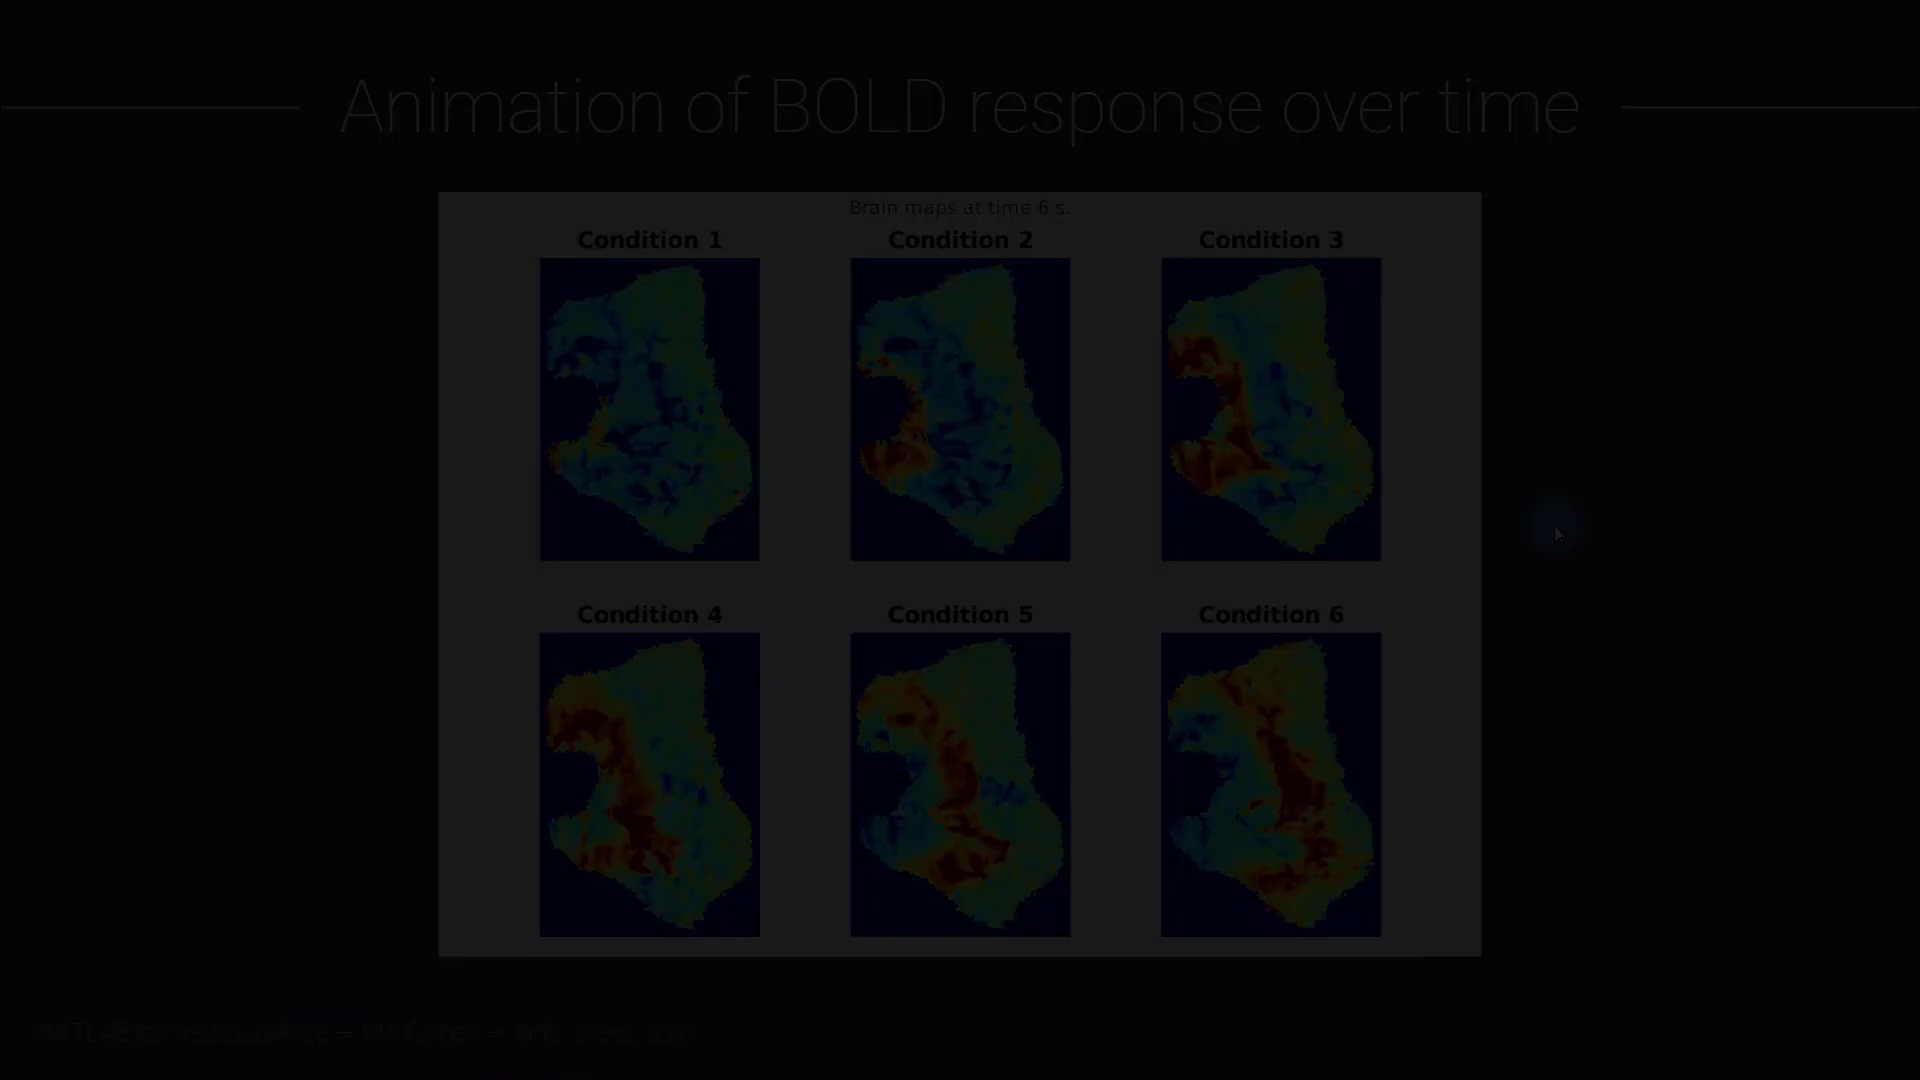 Animation of BOLD response over time
Brain maps at time 6 s.
Condition 1
Condition 2
Condition 3
Condition 4
Condition 5
Condition 6